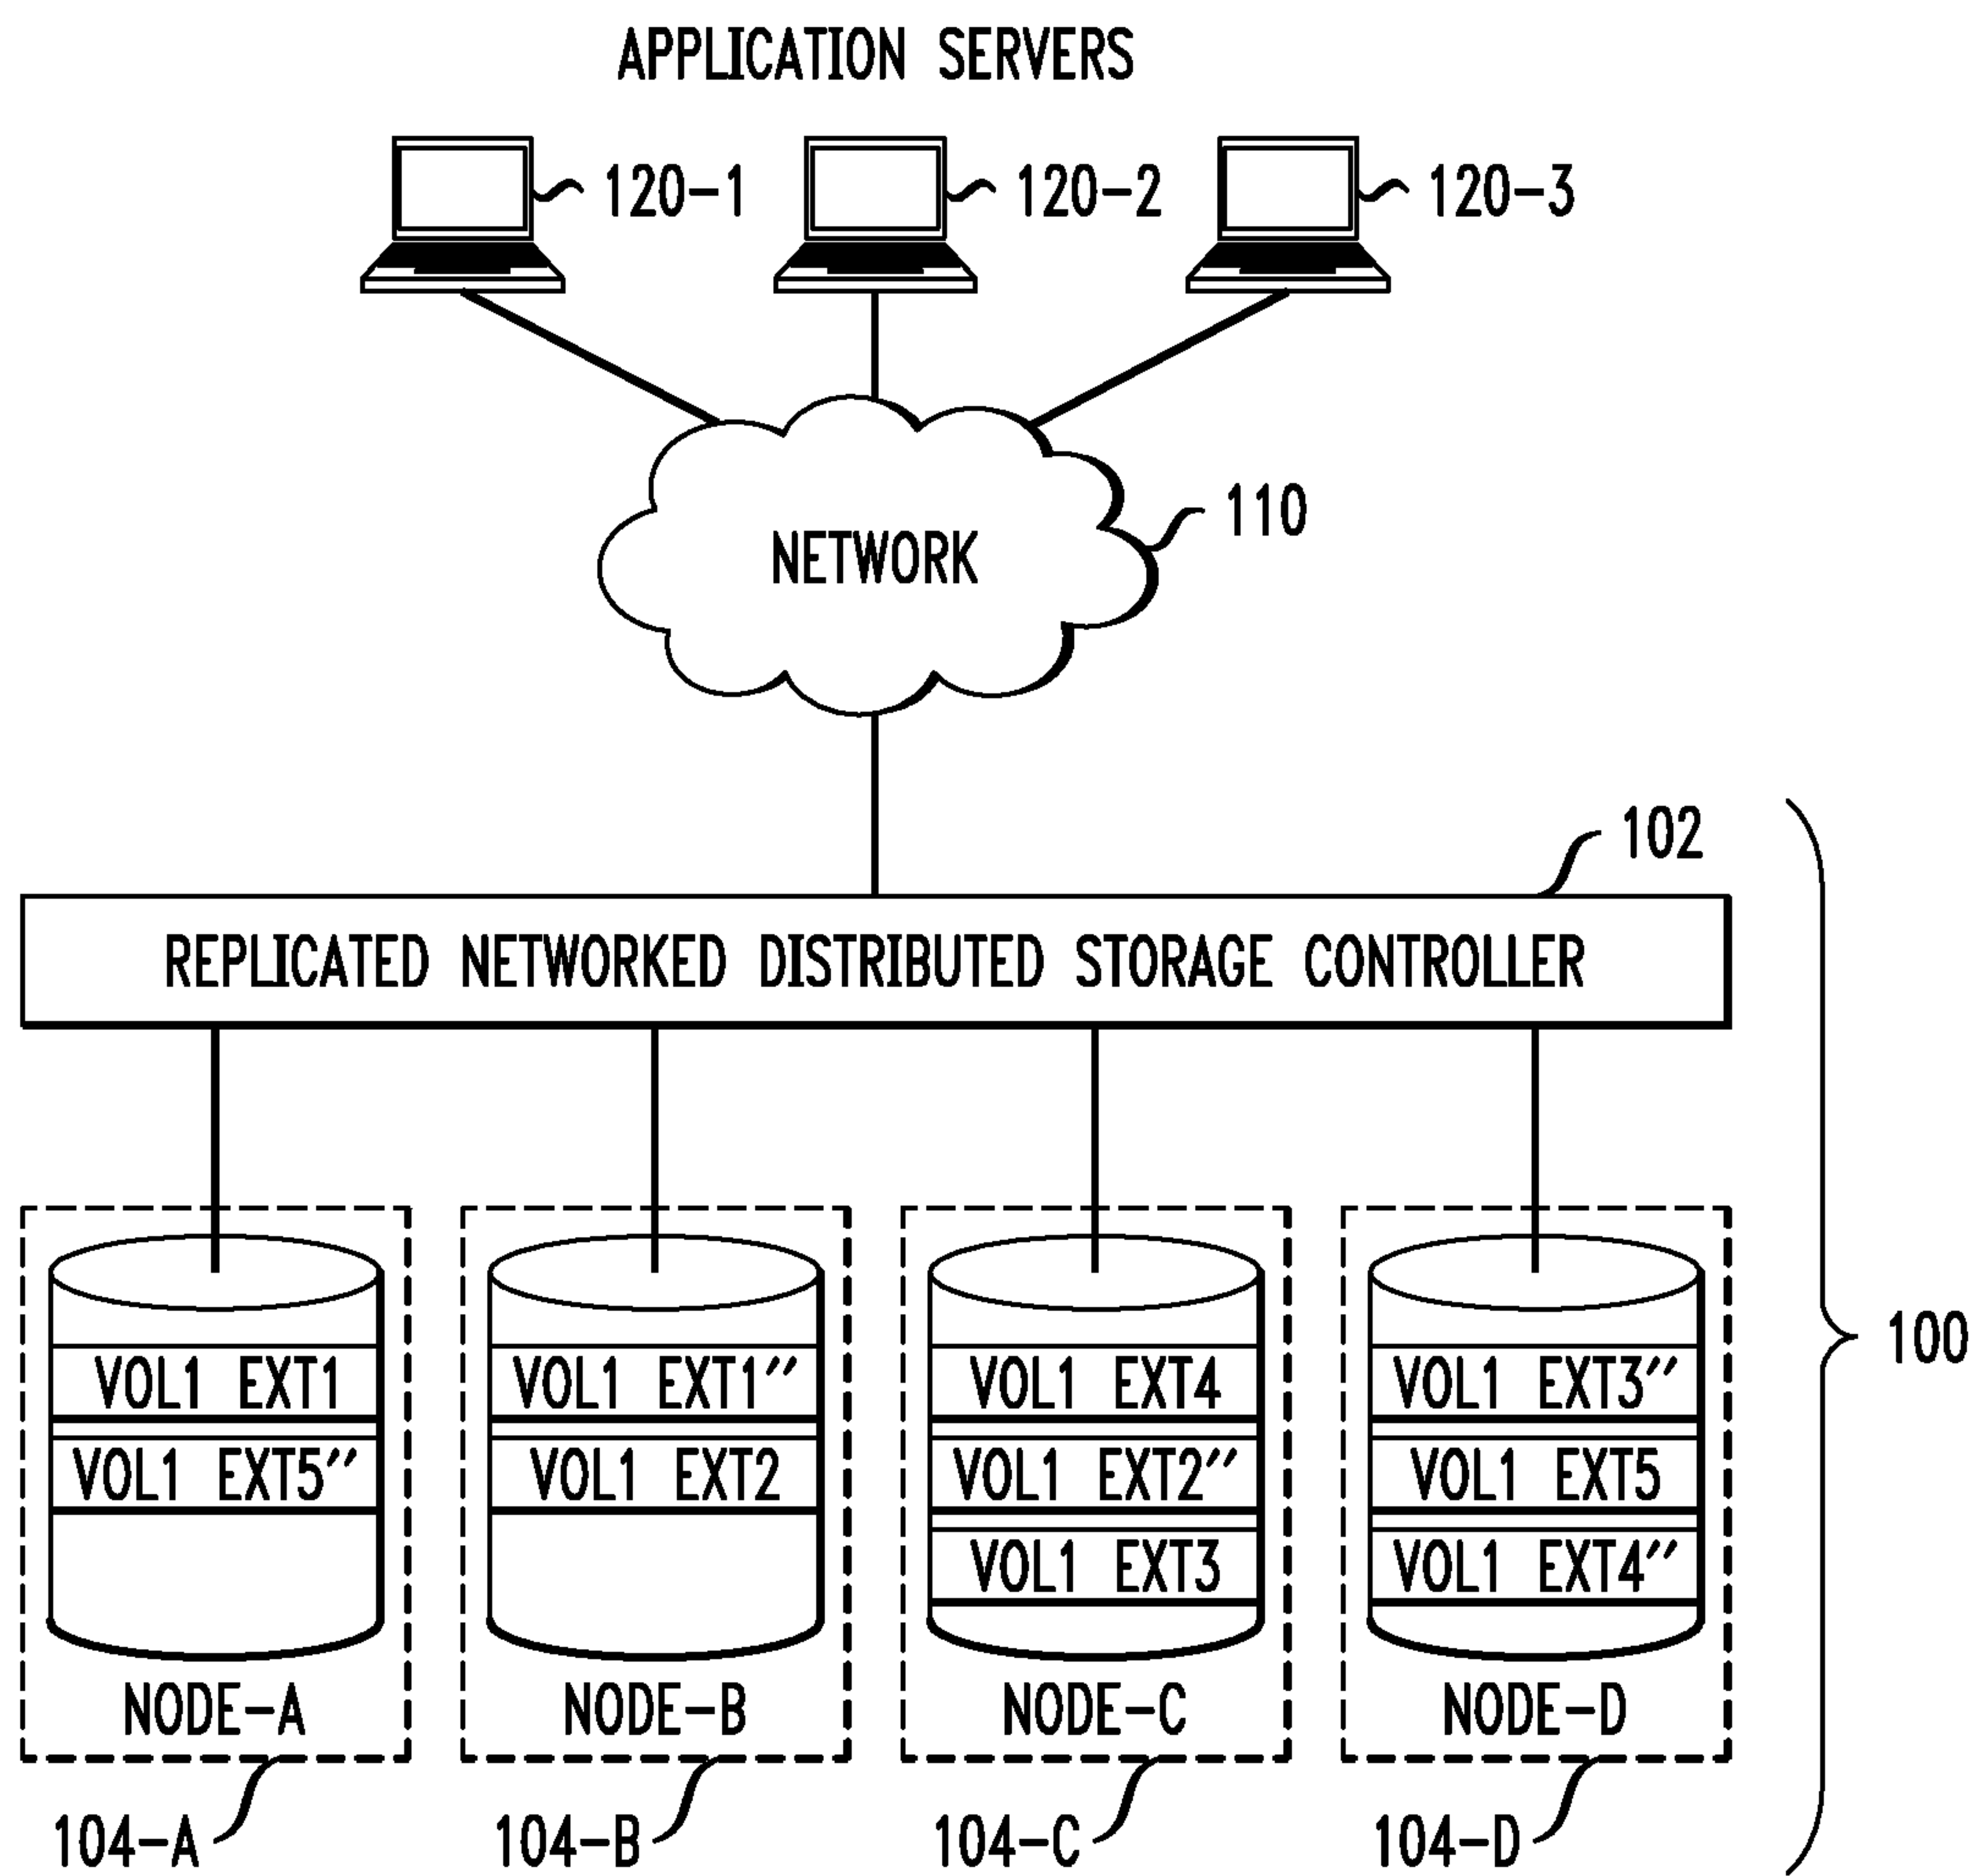 APPLICATION SERVERS
120-1 120-2 120-3
110
NETWORK
102
REPLICATED NETWORKED DISTRIBUTED STORAGE CONTROLLER
100
VOL1 EXT1 VOL1 EXT1″ VOL1 EXT4 VOL1 EXT3″
VOL1 EXT5″ VOL1 EXT2 VOL1 EXT2″ VOL1 EXT5
VOL1 EXT3 VOL1 EXT4″
NODE-A NODE-B NODE-C NODE-D
104-A 104-B 104-C 104-D